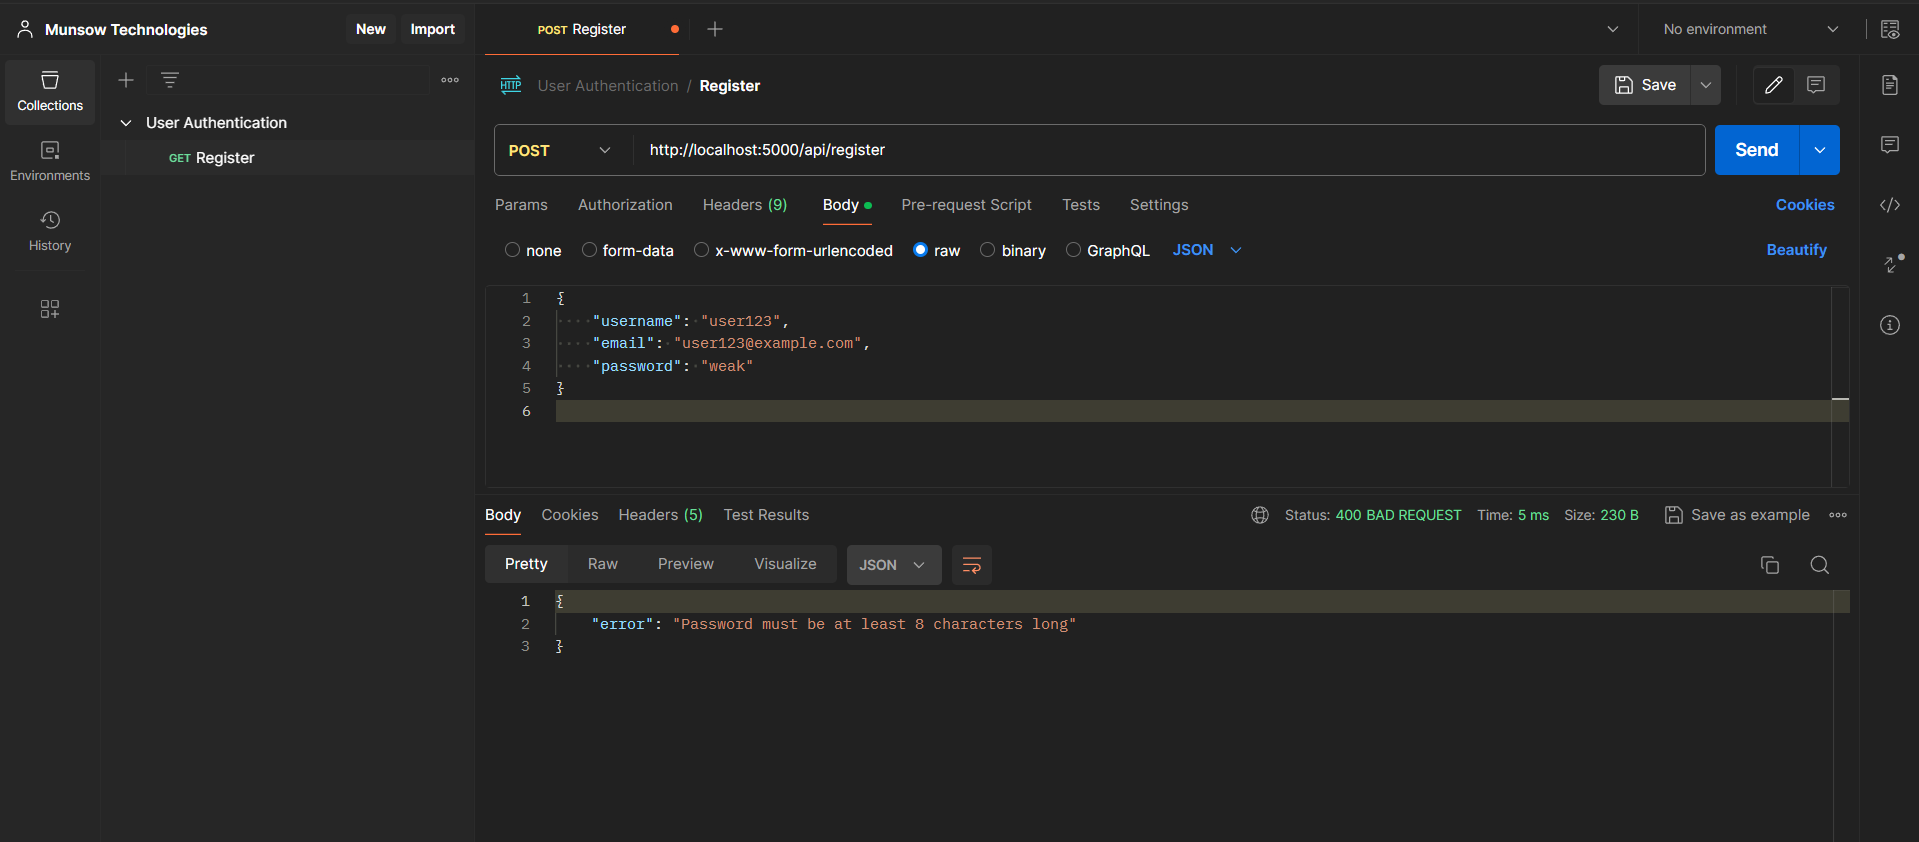 Munsow Technologies
New
Import
POST Register
No environment
Collections
Environments
History
User Authentication
GET Register
HTTP
User Authentication / Register
Save
POST
http://localhost:5000/api/register
Send
Params
Authorization
Headers (9)
Body
Pre-request Script
Tests
Settings
Cookies
none
form-data
x-www-form-urlencoded
raw
binary
GraphQL
JSON
Beautify
1 {
2 "username": "user123",
3 "email": "user123@example.com",
4 "password": "weak"
5 }
6
Body
Cookies
Headers (5)
Test Results
Status: 400 BAD REQUEST
Time: 5 ms
Size: 230 B
Save as example
Pretty
Raw
Preview
Visualize
JSON
1 {
2 "error": "Password must be at least 8 characters long"
3 }